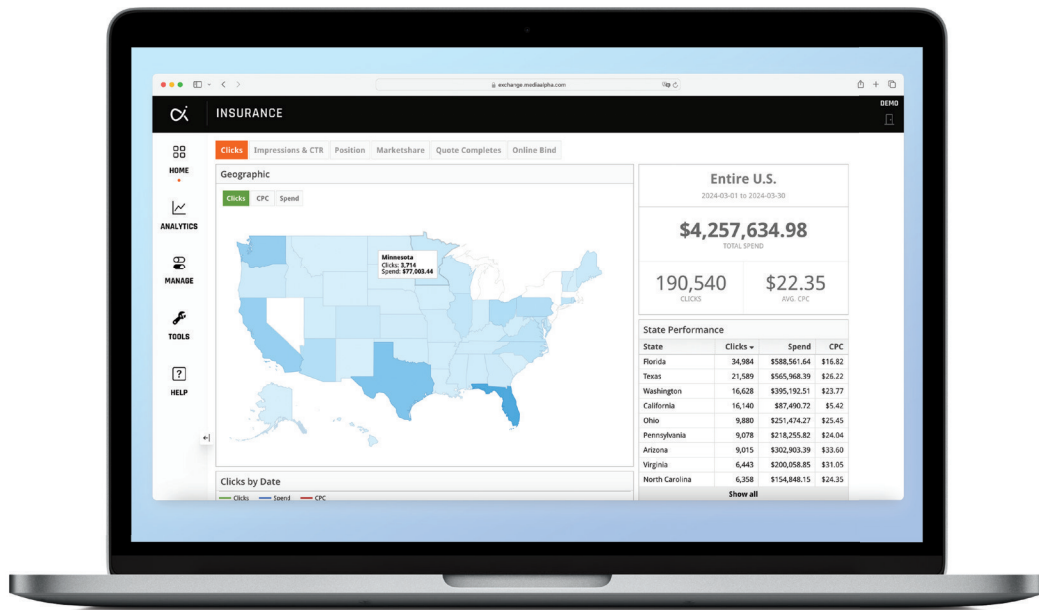 exchange.mediaalpha.com
INSURANCE
DEMO
HOME
ANALYTICS
MANAGE
TOOLS
HELP
Clicks Impressions & CTR Position Marketshare Quote Completes Online Bind
Geographic
Clicks CPC Spend
Minnesota
Clicks: 3,714
Spend: $77,003.44
Clicks by Date
Clicks Spend CPC
Entire U.S.
2024-03-01 to 2024-03-30
$4,257,634.98
TOTAL SPEND
190,540 $22.35
CLICKS AVG. CPC
State Performance
State Clicks Spend CPC
Florida 34,984 $588,561.64 $16.82
Texas 21,589 $565,968.39 $26.22
Washington 16,628 $395,192.51 $23.77
California 16,140 $87,490.72 $5.42
Ohio 9,880 $251,474.27 $25.45
Pennsylvania 9,078 $218,255.82 $24.04
Arizona 9,015 $302,903.39 $33.60
Virginia 6,443 $200,058.85 $31.05
North Carolina 6,358 $154,848.15 $24.35
Show all